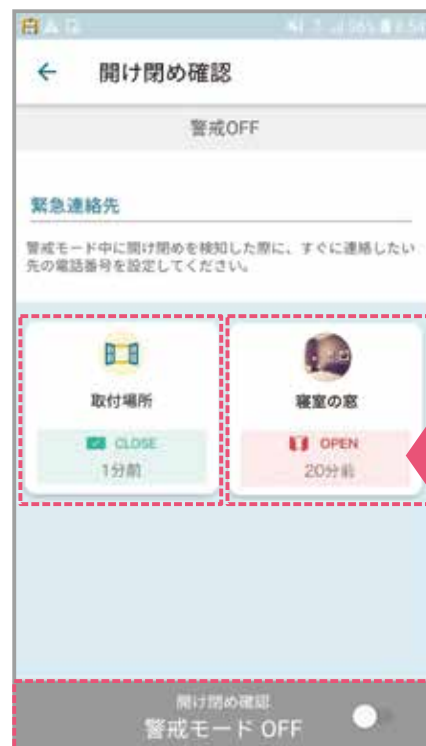 開け閉め確認
警戒OFF
緊急連絡先
警戒モード中に開け閉めを検知した際に、すぐに連絡したい
先の電話番号を設定してください。
取付場所
CLOSE
1分前
寝室の窓
OPEN
20分前
開け閉め確認
警戒モード OFF